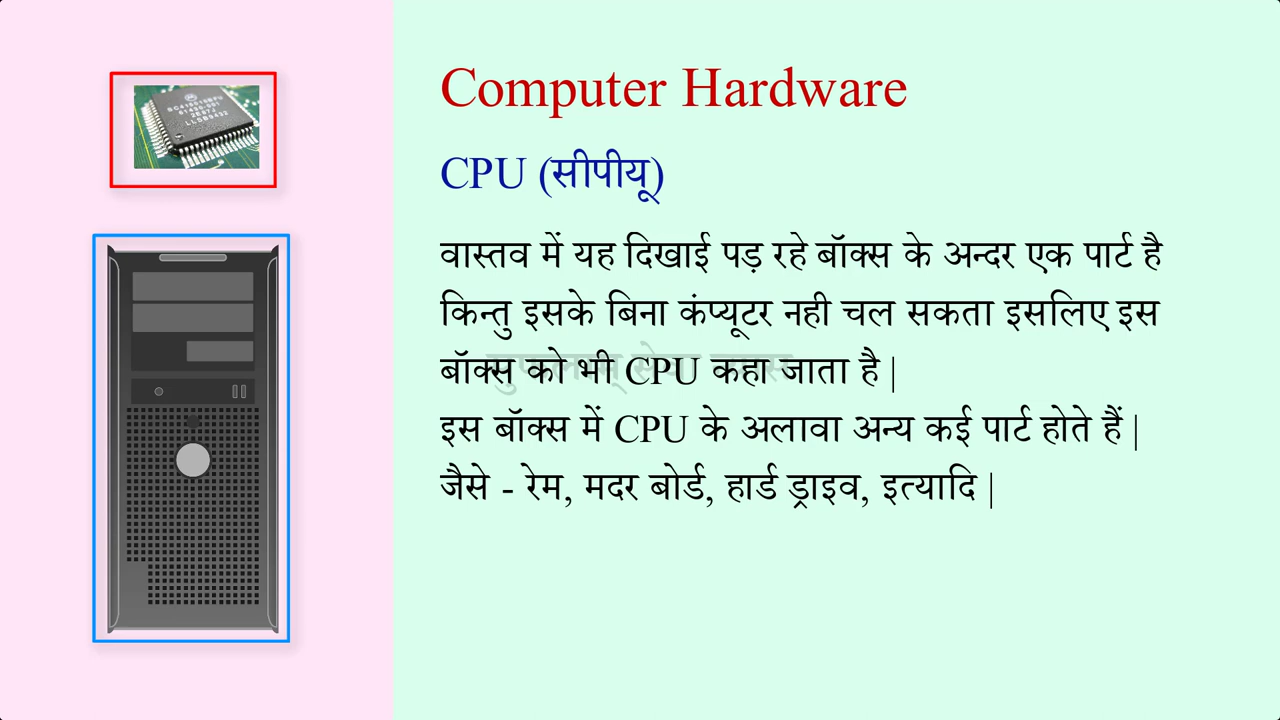 Computer Hardware
CPU (सीपीयू)
वास्तव में यह दिखाई पड़ रहे बॉक्स के अन्दर एक पार्ट है
किन्तु इसके बिना कंप्यूटर नही चल सकता इसलिए इस
बॉक्स को भी CPU कहा जाता है |
इस बॉक्स में CPU के अलावा अन्य कई पार्ट होते हैं |
जैसे - रेम, मदर बोर्ड, हार्ड ड्राइव, इत्यादि |